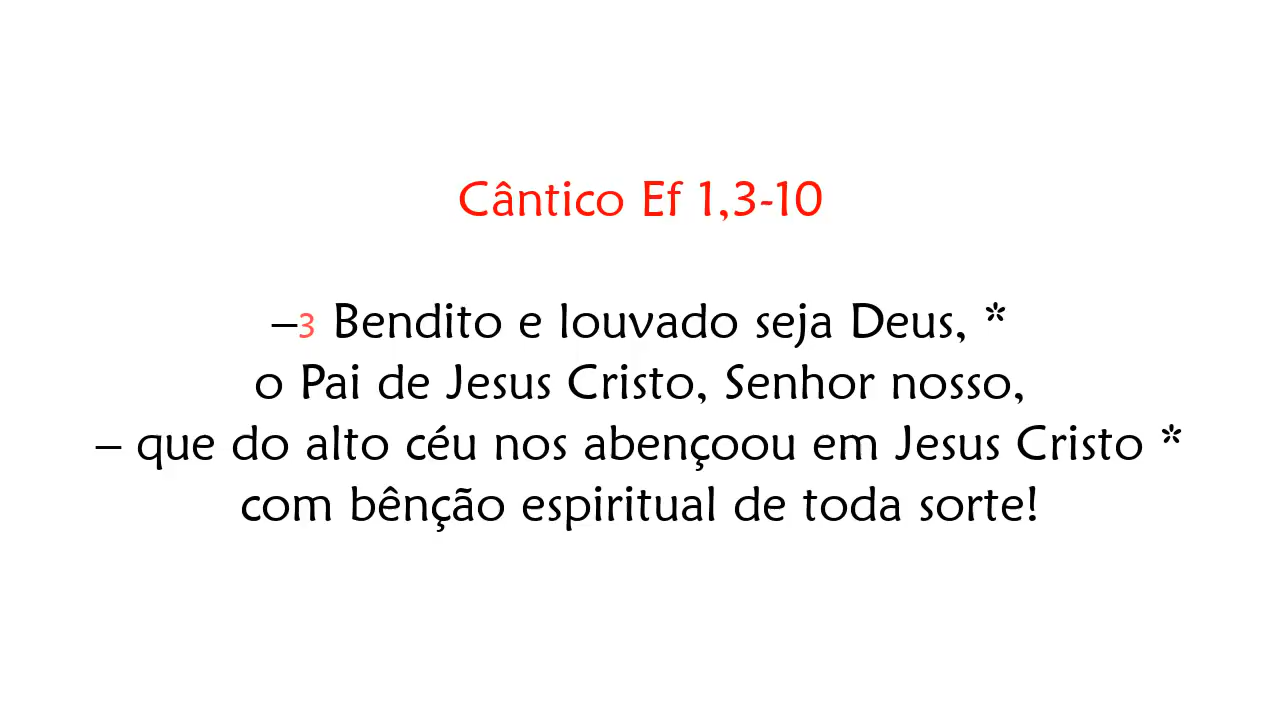 Cântico Ef 1,3-10
–3 Bendito e louvado seja Deus, *
o Pai de Jesus Cristo, Senhor nosso,
– que do alto céu nos abençoou em Jesus Cristo *
com bênção espiritual de toda sorte!